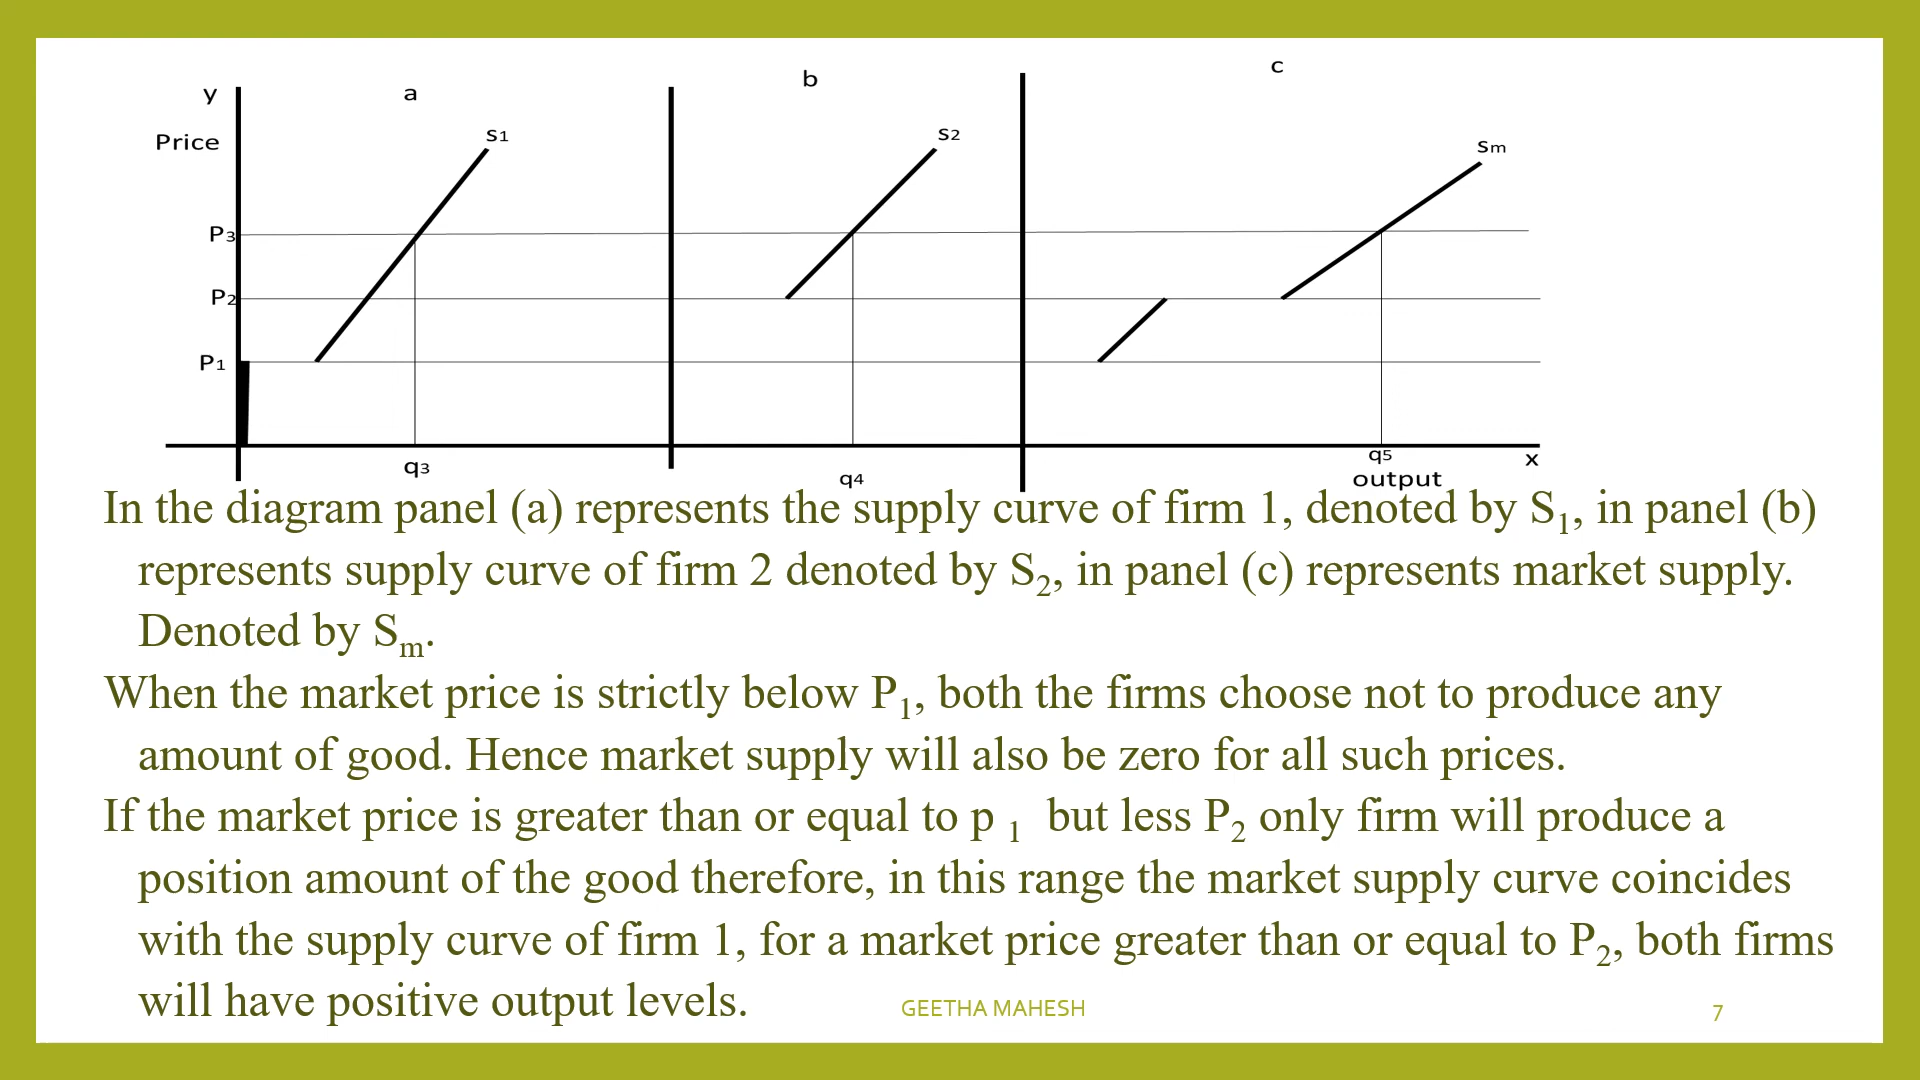 y
a
b
c
Price
s1
s2
sm
P3
P2
P1
q3
q4
q5
x
output
In the diagram panel (a) represents the supply curve of firm 1, denoted by S1, in panel (b)
represents supply curve of firm 2 denoted by S2, in panel (c) represents market supply.
Denoted by Sm.
When the market price is strictly below P1, both the firms choose not to produce any
amount of good. Hence market supply will also be zero for all such prices.
If the market price is greater than or equal to p 1 but less P2 only firm will produce a
position amount of the good therefore, in this range the market supply curve coincides
with the supply curve of firm 1, for a market price greater than or equal to P2, both firms
will have positive output levels.
GEETHA MAHESH
7